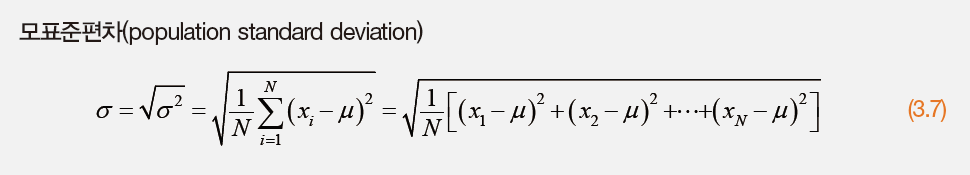 모표준편차(population standard deviation)
σ = √σ² = √(1/N ∑_{i=1}^{N} (x_i − μ)²) = √(1/N [(x_1 − μ)² + (x_2 − μ)² + ⋯ + (x_N − μ)²]) (3.7)